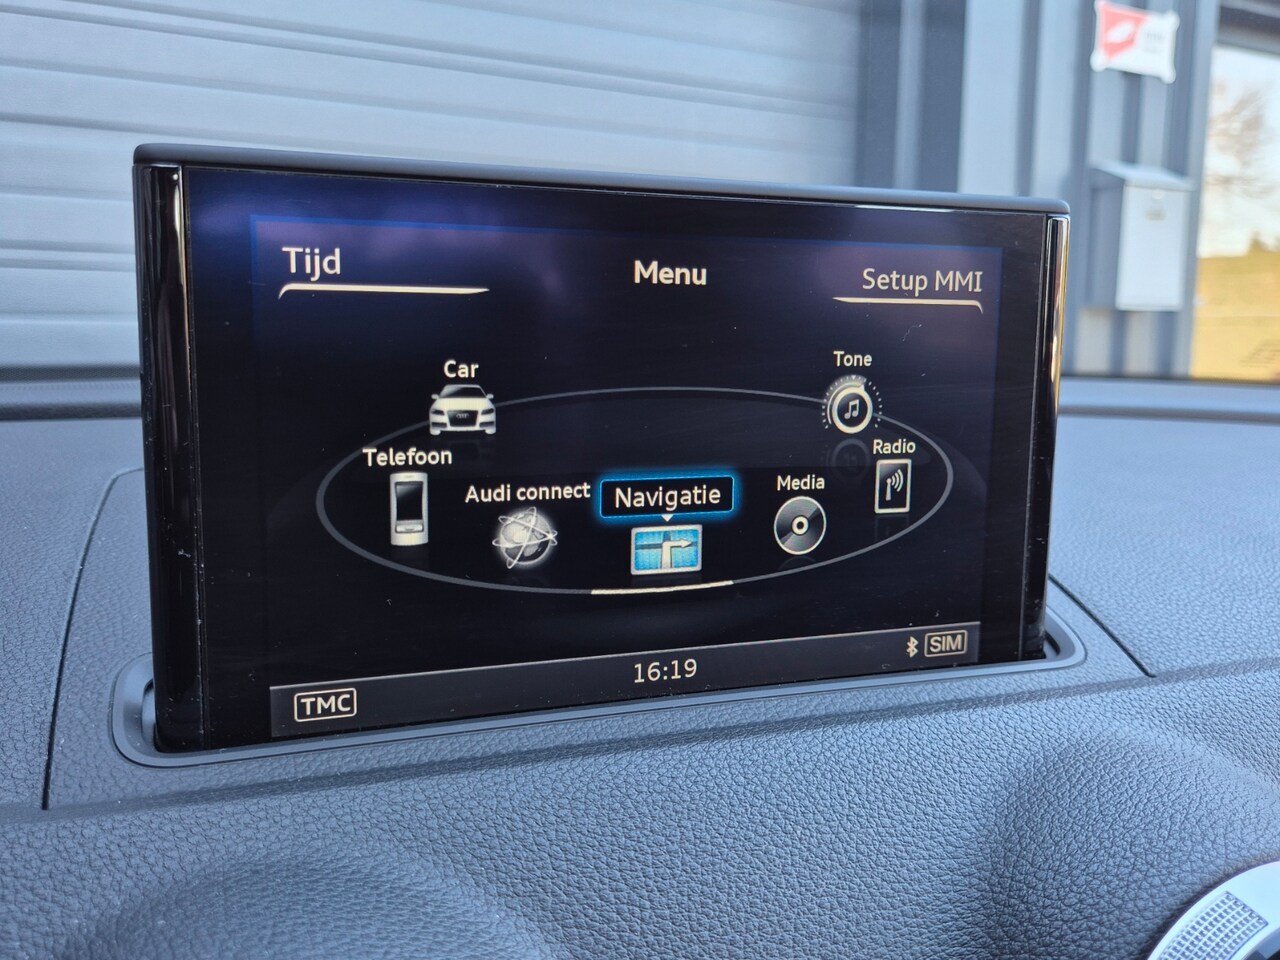 Tijd
Menu
Setup MMI
Car
Tone
Telefoon
Radio
Audi connect
Navigatie
Media
16:19
SIM
TMC